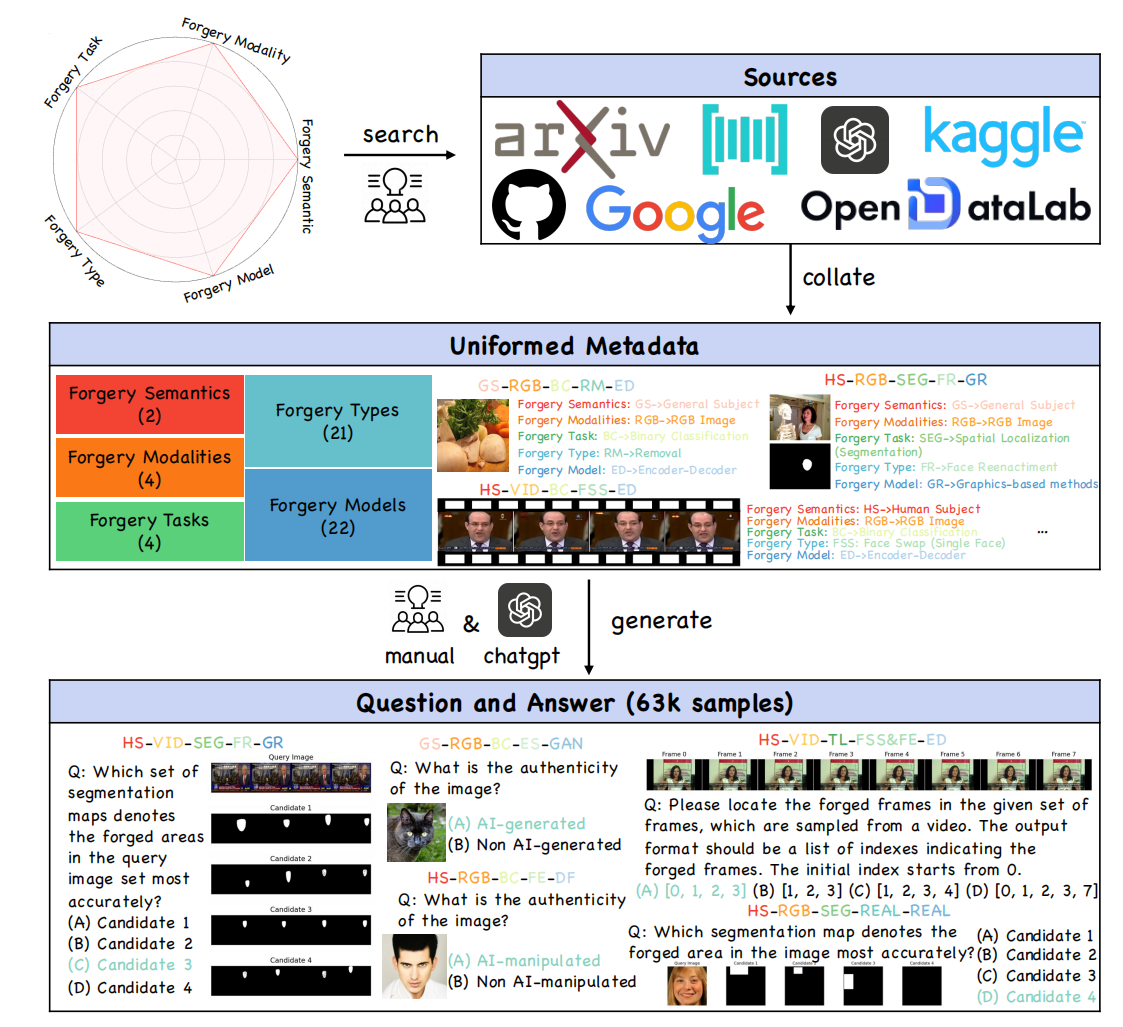 Forgery Modality
Forgery Task
Forgery Semantic
Forgery Type
Forgery Model
search
Sources
arXiv
kaggle
Google
OpenDataLab
collate
Uniformed Metadata
Forgery Semantics
(2)
Forgery Modalities
(4)
Forgery Tasks
(4)
Forgery Types
(21)
Forgery Models
(22)
GS-RGB-BC-RM-ED
Forgery Semantics: GS->General Subject
Forgery Modalities: RGB->RGB Image
Forgery Task: BC->Binary Classification
Forgery Type: RM->Removal
Forgery Model: ED->Encoder-Decoder
HS-RGB-SEG-FR-GR
Forgery Semantics: GS->General Subject
Forgery Modalities: RGB->RGB Image
Forgery Task: SEG->Spatial Localization
(Segmentation)
Forgery Type: FR->Face Reenactiment
Forgery Model: GR->Graphics-based methods
HS-VID-BC-FSS-ED
Forgery Semantics: HS->Human Subject
Forgery Modalities: RGB->RGB Image
Forgery Task: BC->Binary Classification
Forgery Type: FSS: Face Swap (Single Face)
Forgery Model: ED->Encoder-Decoder
...
manual
&
chatgpt
generate
Question and Answer (63k samples)
HS-VID-SEG-FR-GR
Q: Which set of
segmentation
maps denotes
the forged areas
in the query
image set most
accurately?
(A) Candidate 1
(B) Candidate 2
(C) Candidate 3
(D) Candidate 4
Query Image
Candidate 1
Candidate 2
Candidate 3
Candidate 4
GS-RGB-BC-ES-GAN
Q: What is the authenticity
of the image?
(A) AI-generated
(B) Non AI-generated
HS-RGB-BC-FE-DF
Q: What is the authenticity
of the image?
(A) AI-manipulated
(B) Non AI-manipulated
HS-VID-TL-FSS&FE-ED
Frame 0 Frame 1 Frame 2 Frame 3 Frame 4 Frame 5 Frame 6 Frame 7
Q: Please locate the forged frames in the given set of
frames, which are sampled from a video. The output
format should be a list of indexes indicating the
forged frames. The initial index starts from 0.
(A) [0, 1, 2, 3] (B) [1, 2, 3] (C) [1, 2, 3, 4] (D) [0, 1, 2, 3, 7]
HS-RGB-SEG-REAL-REAL
Q: Which segmentation map denotes the
forged area in the image most accurately?
Query Image Candidate 1 Candidate 2 Candidate 3 Candidate 4
(A) Candidate 1
(B) Candidate 2
(C) Candidate 3
(D) Candidate 4